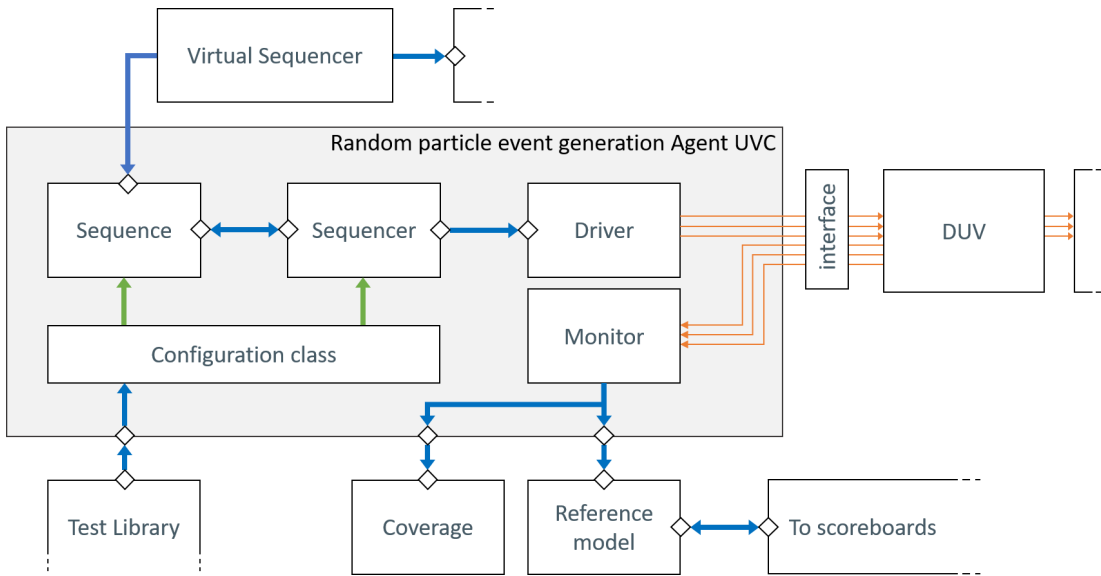 Virtual Sequencer
Random particle event generation Agent UVC
Sequence
Sequencer
Driver
interface
DUV
Monitor
Configuration class
Test Library
Coverage
Reference
model
To scoreboards